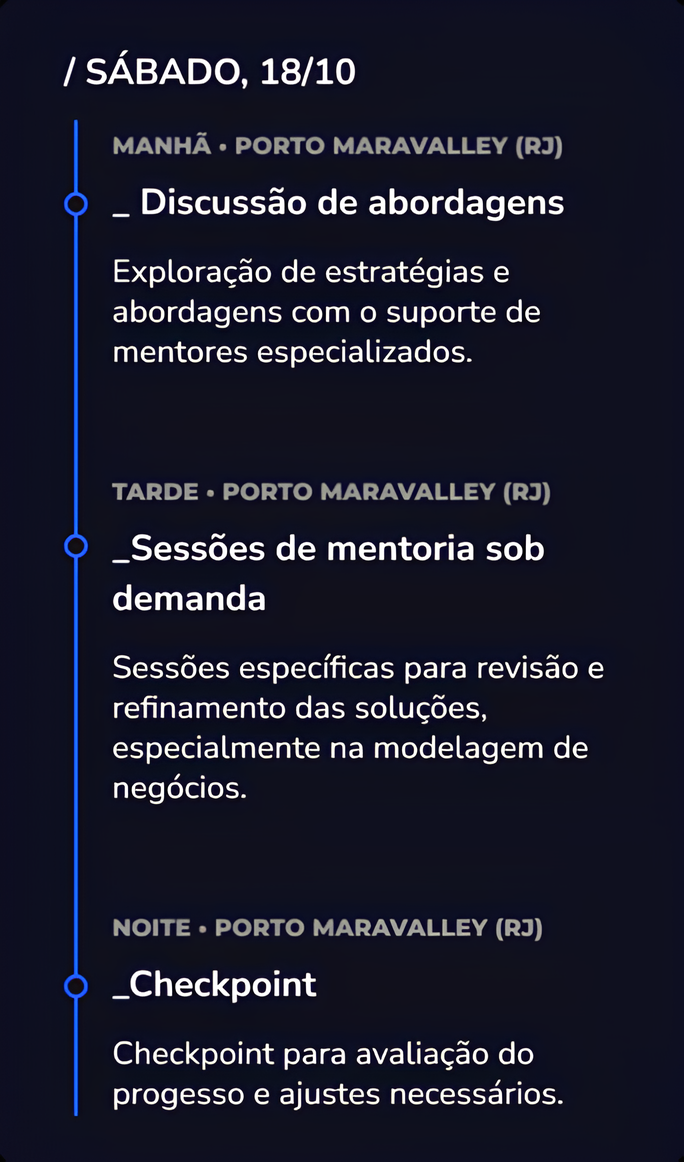 / SÁBADO, 18/10
MANHÃ • PORTO MARAVALLEY (RJ)
_ Discussão de abordagens
Exploração de estratégias e
abordagens com o suporte de
mentores especializados.
TARDE • PORTO MARAVALLEY (RJ)
_Sessões de mentoria sob
demanda
Sessões específicas para revisão e
refinamento das soluções,
especialmente na modelagem de
negócios.
NOITE • PORTO MARAVALLEY (RJ)
_Checkpoint
Checkpoint para avaliação do
progesso e ajustes necessários.